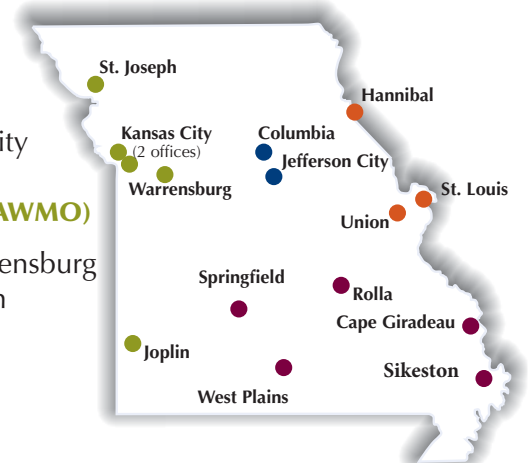 St. Joseph
Hannibal
ity
Kansas City
(2 offices)
Columbia
Jefferson City
Warrensburg
St. Louis
AWMO)
Union
ensburg
Springfield
n
Rolla
Cape Giradeau
Joplin
Sikeston
West Plains